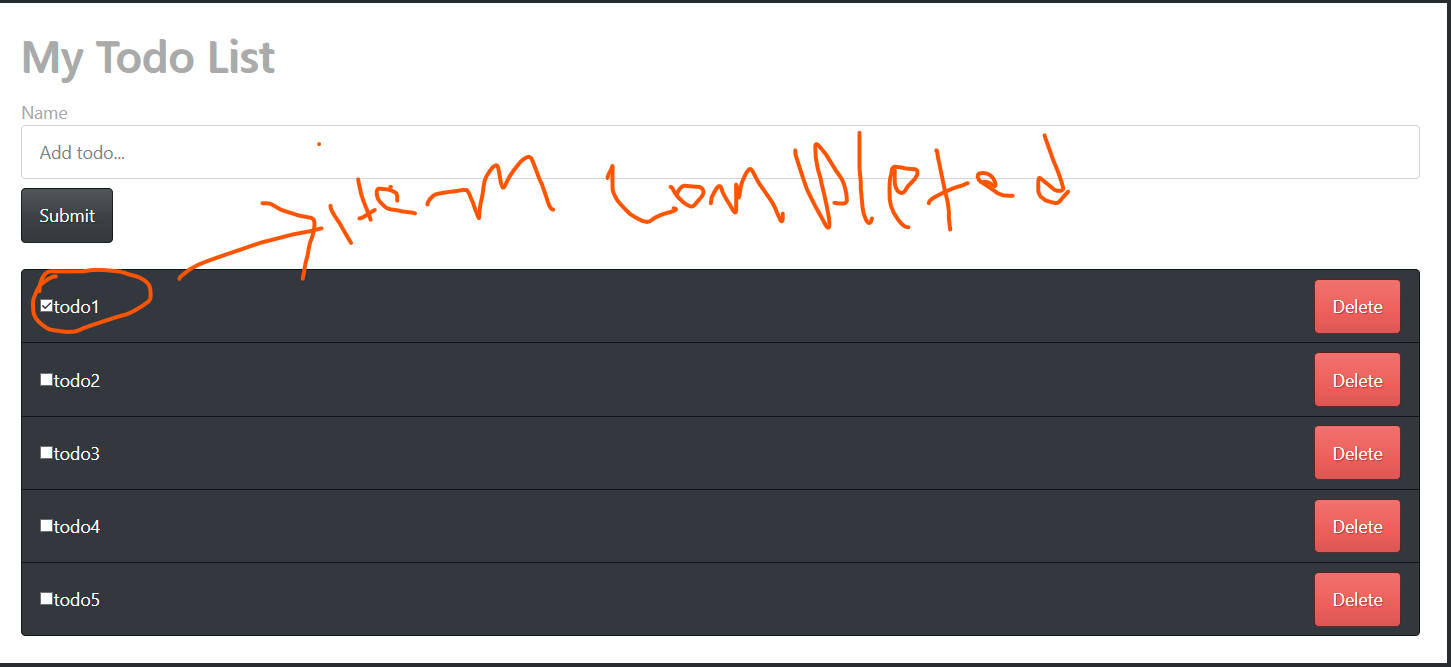 My Todo List
Name
Add todo...
item completed
Submit
todo1 Delete
todo2 Delete
todo3 Delete
todo4 Delete
todo5 Delete